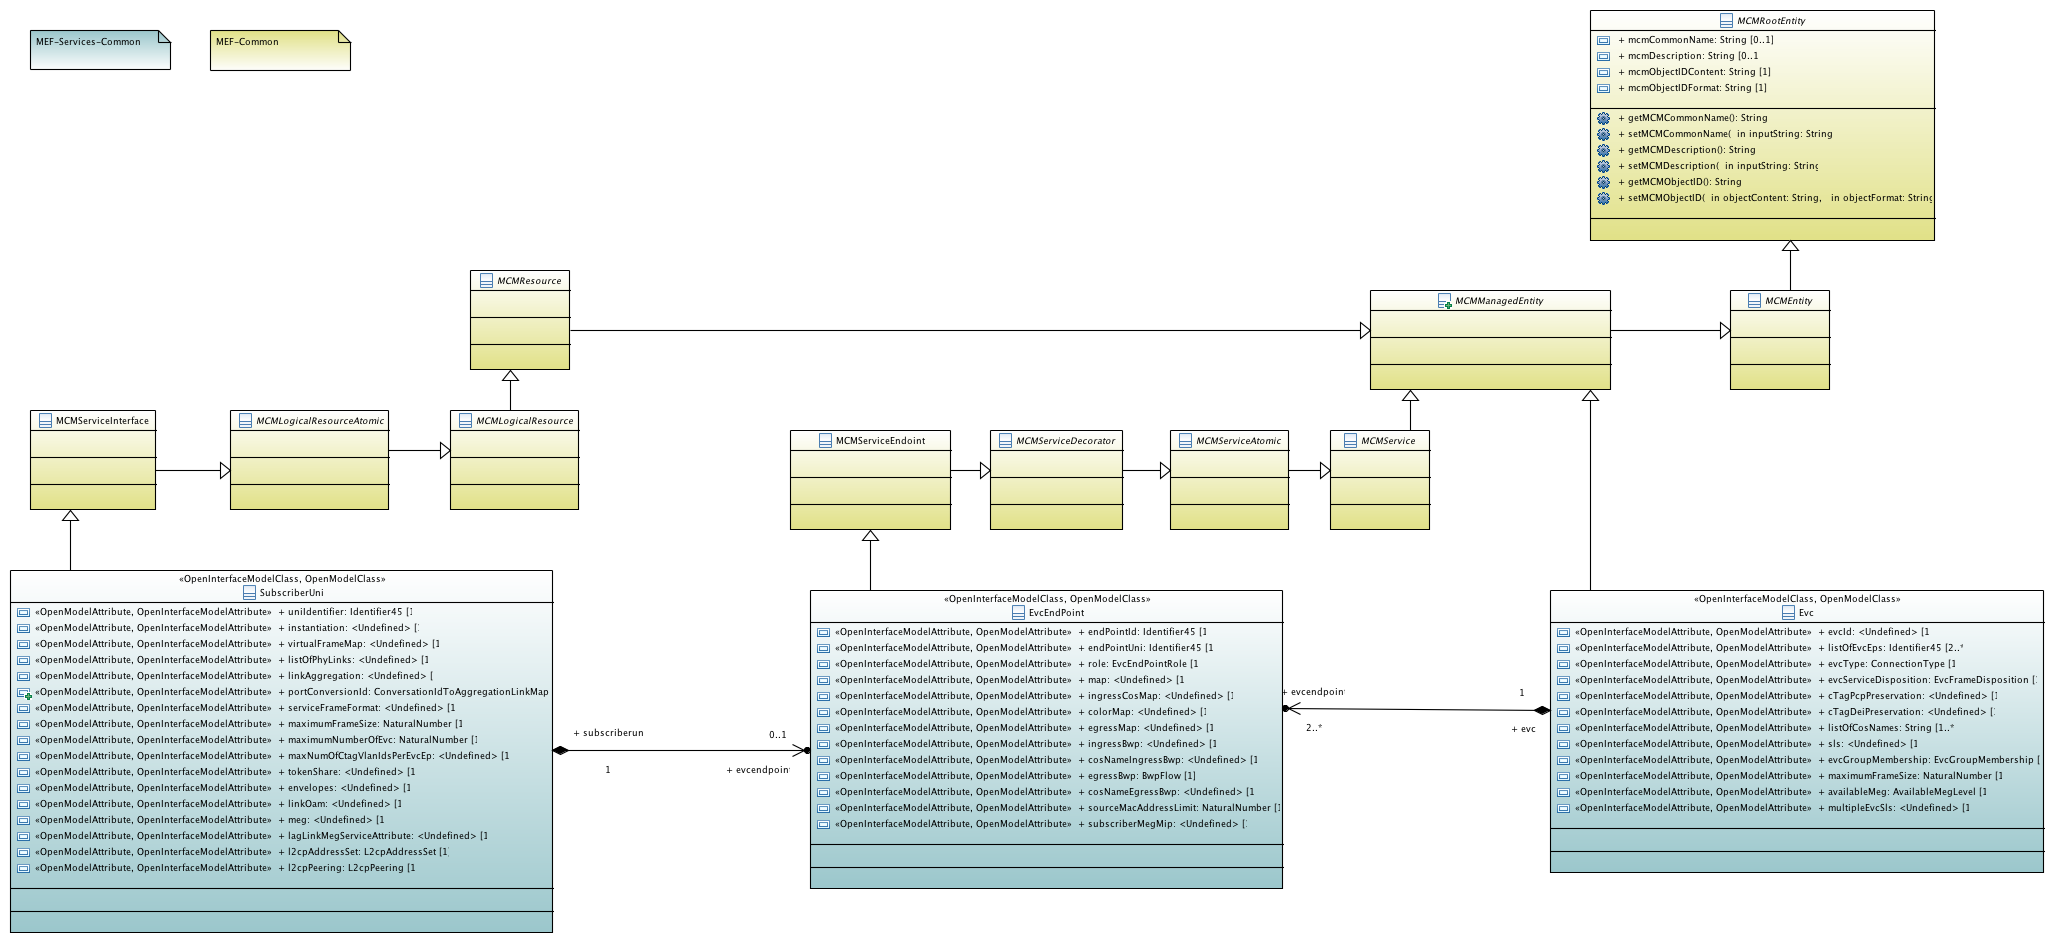 MEF-Services-Common
MEF-Common
MCMRootEntity
+ mcmCommonName: String [0..1]
+ mcmDescription: String [0..1
+ mcmObjectIDContent: String [1]
+ mcmObjectIDFormat: String [1]
+ getMCMCommonName(): String
+ setMCMCommonName( in inputString: String
+ getMCMDescription(): String
+ setMCMDescription( in inputString: String
+ getMCMObjectID(): String
+ setMCMObjectID( in objectContent: String, in objectFormat: String
MCMResource
MCMManagedEntity
MCMEntity
MCMServiceInterface
MCMLogicalResourceAtomic
MCMLogicalResource
MCMServiceEndoint
MCMServiceDecorator
MCMServiceAtomic
MCMService
«OpenInterfaceModelClass, OpenModelClass»
SubscriberUni
«OpenModelAttribute, OpenInterfaceModelAttribute» + uniIdentifier: Identifier45 [1
«OpenModelAttribute, OpenInterfaceModelAttribute» + instantiation: <Undefined> [
«OpenModelAttribute, OpenInterfaceModelAttribute» + virtualFrameMap: <Undefined> [1
«OpenModelAttribute, OpenInterfaceModelAttribute» + listOfPhyLinks: <Undefined> [1
«OpenModelAttribute, OpenInterfaceModelAttribute» + linkAggregation: <Undefined> [
«OpenModelAttribute, OpenInterfaceModelAttribute» + portConversionId: ConversationIdToAggregationLinkMap
«OpenModelAttribute, OpenInterfaceModelAttribute» + serviceFrameFormat: <Undefined> [1
«OpenModelAttribute, OpenInterfaceModelAttribute» + maximumFrameSize: NaturalNumber [1
«OpenModelAttribute, OpenInterfaceModelAttribute» + maximumNumberOfEvc: NaturalNumber [1
«OpenModelAttribute, OpenInterfaceModelAttribute» + maxNumOfCtagVlanIdsPerEvcEp: <Undefined> [1
«OpenModelAttribute, OpenInterfaceModelAttribute» + tokenShare: <Undefined> [1
«OpenModelAttribute, OpenInterfaceModelAttribute» + envelopes: <Undefined> [1
«OpenModelAttribute, OpenInterfaceModelAttribute» + linkOam: <Undefined> [1
«OpenModelAttribute, OpenInterfaceModelAttribute» + meg: <Undefined> [1
«OpenModelAttribute, OpenInterfaceModelAttribute» + lagLinkMegServiceAttribute: <Undefined> [1
«OpenModelAttribute, OpenInterfaceModelAttribute» + l2cpAddressSet: L2cpAddressSet [1
«OpenModelAttribute, OpenInterfaceModelAttribute» + l2cpPeering: L2cpPeering [1
+ subscriberun
1
0..1
+ evcendpoin
«OpenInterfaceModelClass, OpenModelClass»
EvcEndPoint
«OpenInterfaceModelAttribute, OpenModelAttribute» + endPointId: Identifier45 [1
«OpenInterfaceModelAttribute, OpenModelAttribute» + endPointUni: Identifier45 [1
«OpenInterfaceModelAttribute, OpenModelAttribute» + role: EvcEndPointRole [1
«OpenInterfaceModelAttribute, OpenModelAttribute» + map: <Undefined> [1
«OpenInterfaceModelAttribute, OpenModelAttribute» + ingressCosMap: <Undefined> [1
«OpenInterfaceModelAttribute, OpenModelAttribute» + colorMap: <Undefined> [1
«OpenInterfaceModelAttribute, OpenModelAttribute» + egressMap: <Undefined> [1
«OpenInterfaceModelAttribute, OpenModelAttribute» + ingressBwp: <Undefined> [1
«OpenInterfaceModelAttribute, OpenModelAttribute» + cosNameIngressBwp: <Undefined> [1
«OpenInterfaceModelAttribute, OpenModelAttribute» + egressBwp: BwpFlow [1]
«OpenInterfaceModelAttribute, OpenModelAttribute» + cosNameEgressBwp: <Undefined> [1
«OpenInterfaceModelAttribute, OpenModelAttribute» + sourceMacAddressLimit: NaturalNumber [1
«OpenInterfaceModelAttribute, OpenModelAttribute» + subscriberMegMip: <Undefined> [
+ evcendpoin
2..*
1
+ evc
«OpenInterfaceModelClass, OpenModelClass»
Evc
«OpenInterfaceModelAttribute, OpenModelAttribute» + evcId: <Undefined> [1
«OpenInterfaceModelAttribute, OpenModelAttribute» + listOfEvcEps: Identifier45 [2..*
«OpenInterfaceModelAttribute, OpenModelAttribute» + evcType: ConnectionType [1
«OpenInterfaceModelAttribute, OpenModelAttribute» + evcServiceDisposition: EvcFrameDisposition [
«OpenInterfaceModelAttribute, OpenModelAttribute» + cTagPcpPreservation: <Undefined> [1
«OpenInterfaceModelAttribute, OpenModelAttribute» + cTagDeiPreservation: <Undefined> [1
«OpenInterfaceModelAttribute, OpenModelAttribute» + listOfCosNames: String [1..*
«OpenInterfaceModelAttribute, OpenModelAttribute» + sls: <Undefined> [1
«OpenInterfaceModelAttribute, OpenModelAttribute» + evcGroupMembership: EvcGroupMembership [
«OpenInterfaceModelAttribute, OpenModelAttribute» + maximumFrameSize: NaturalNumber [1
«OpenInterfaceModelAttribute, OpenModelAttribute» + availableMeg: AvailableMegLevel [1
«OpenInterfaceModelAttribute, OpenModelAttribute» + multipleEvcSls: <Undefined> [1